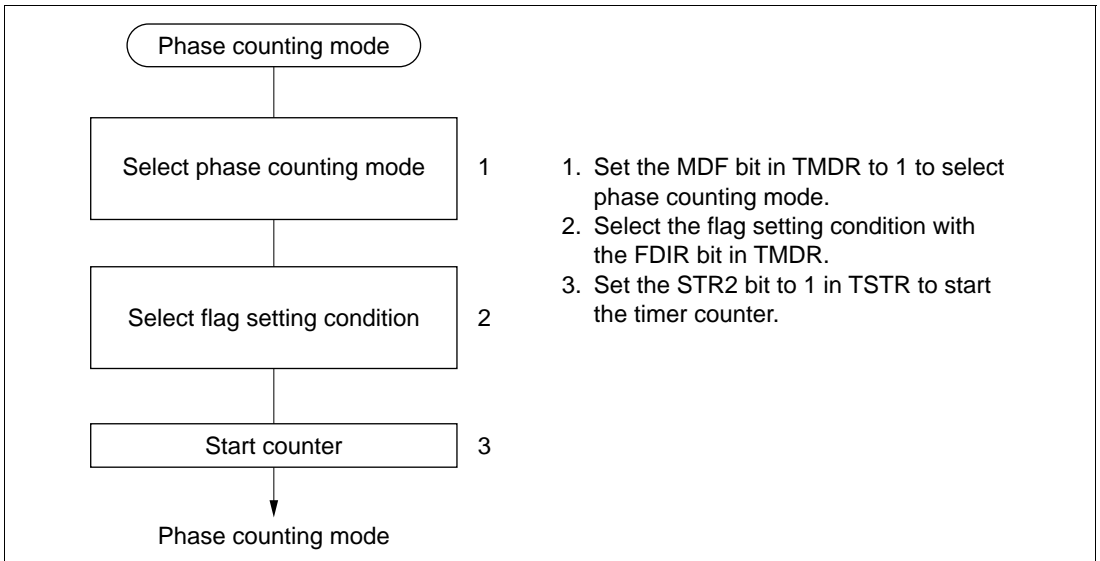 Phase counting mode
Select phase counting mode
1
Select flag setting condition
2
Start counter
3
Phase counting mode
1. Set the MDF bit in TMDR to 1 to select
phase counting mode.
2. Select the flag setting condition with
the FDIR bit in TMDR.
3. Set the STR2 bit to 1 in TSTR to start
the timer counter.